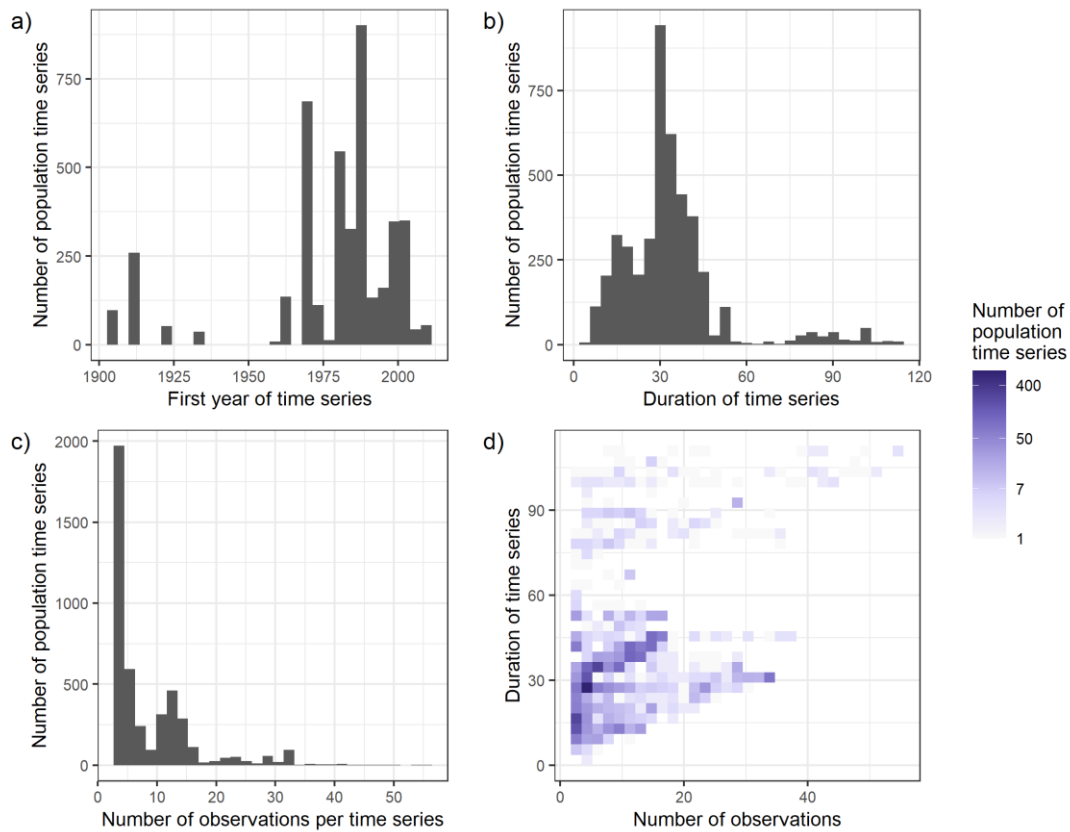 a)
Number of population time series
750
500
250
0
1900
1925
1950
1975
2000
First year of time series
b)
Number of population time series
750
500
250
0
0
30
60
90
120
Duration of time series
c)
Number of population time series
2000
1500
1000
500
0
0
10
20
30
40
50
Number of observations per time series
d)
Duration of time series
90
60
30
0
0
20
40
Number of observations
Number of
population
time series
400
50
7
1